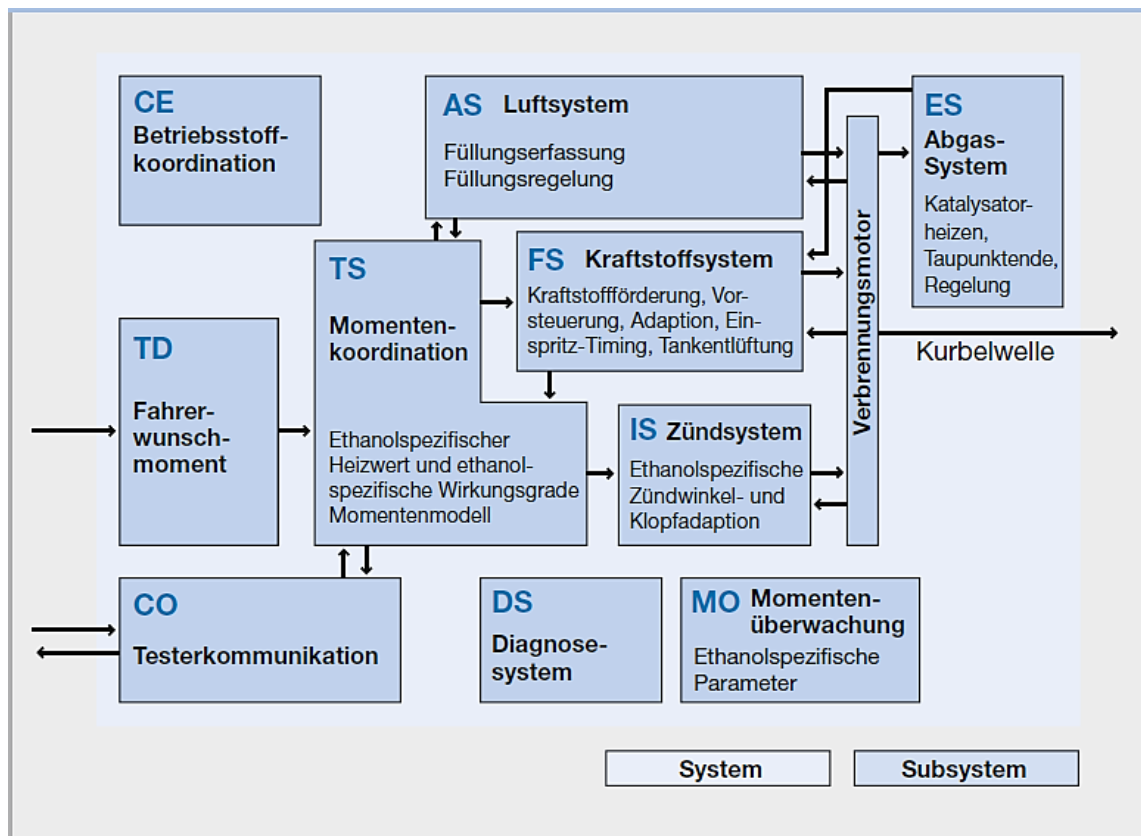 CE
Betriebsstoff-
koordination
AS Luftsystem
Füllungserfassung
Füllungsregelung
ES
Abgas-
System
Katalysator-
heizen,
Taupunktende,
Regelung
TS
Momenten-
koordination
Ethanolspezifischer
Heizwert und ethanol-
spezifische Wirkungsgrade
Momentenmodell
FS Kraftstoffsystem
Kraftstoffförderung, Vor-
steuerung, Adaption, Ein-
spritz-Timing, Tankentlüftung
Verbrennungsmotor
Kurbelwelle
TD
Fahrer-
wunsch-
moment
IS Zündsystem
Ethanolspezifische
Zündwinkel- und
Klopfadaption
CO
Testerkommunikation
DS
Diagnose-
system
MO Momenten-
überwachung
Ethanolspezifische
Parameter
System
Subsystem